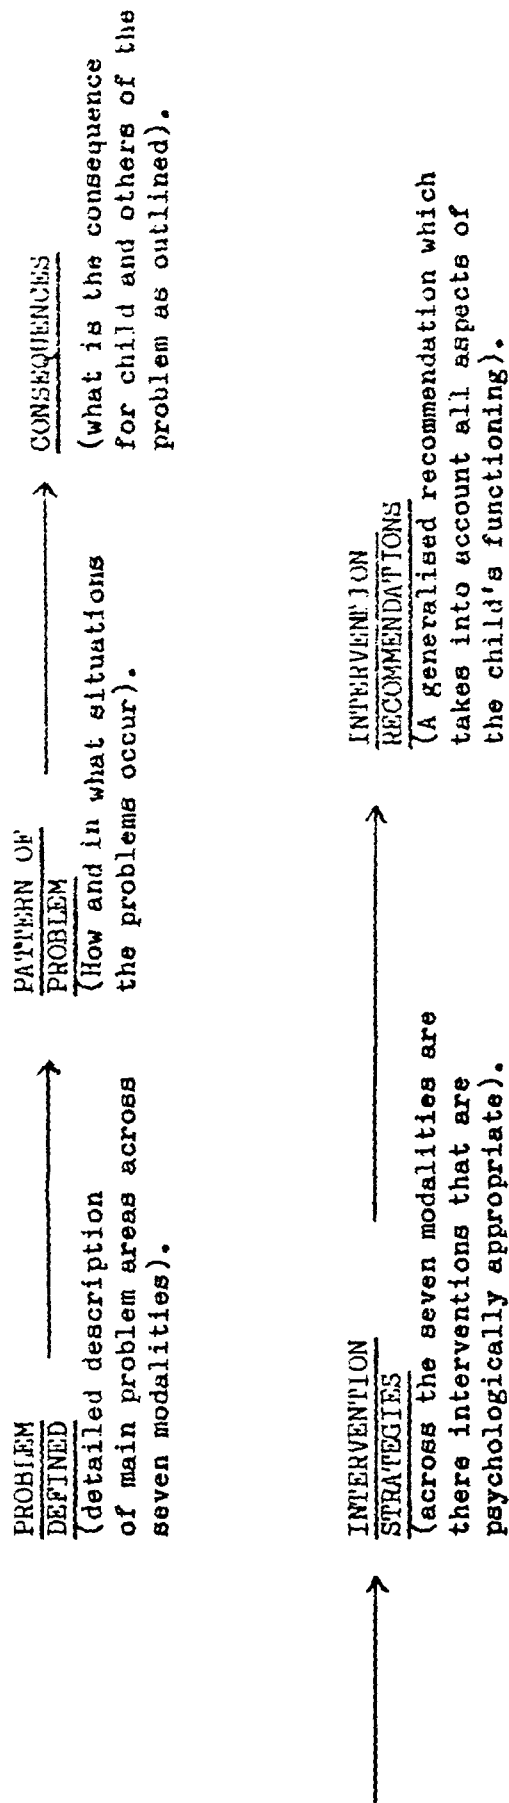 PROBLEM
DEFINED
(detailed description
of main problem areas across
seven modalities).
PATTERN OF
PROBLEM
(How and in what situations
the problems occur).
CONSEQUENCES
(what is the consequence
for child and others of the
problem as outlined).
INTERVENTION
STRATEGIES
(across the seven modalities are
there interventions that are
psychologically appropriate).
INTERVENTION
RECOMMENDATIONS
(A generalised recommendation which
takes into account all aspects of
the child's functioning).